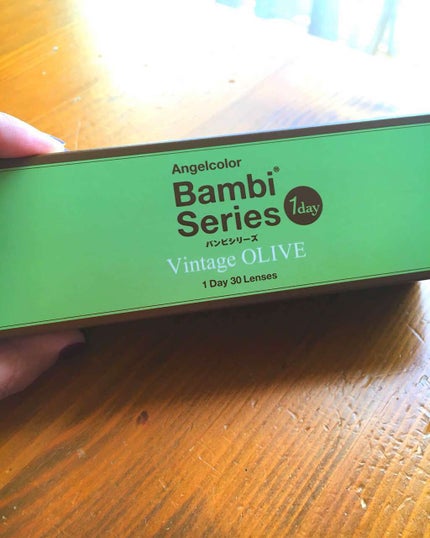 Angelcolor
Bambi®
Series 1day
バンビシリーズ
Vintage OLIVE
1 Day 30 Lenses